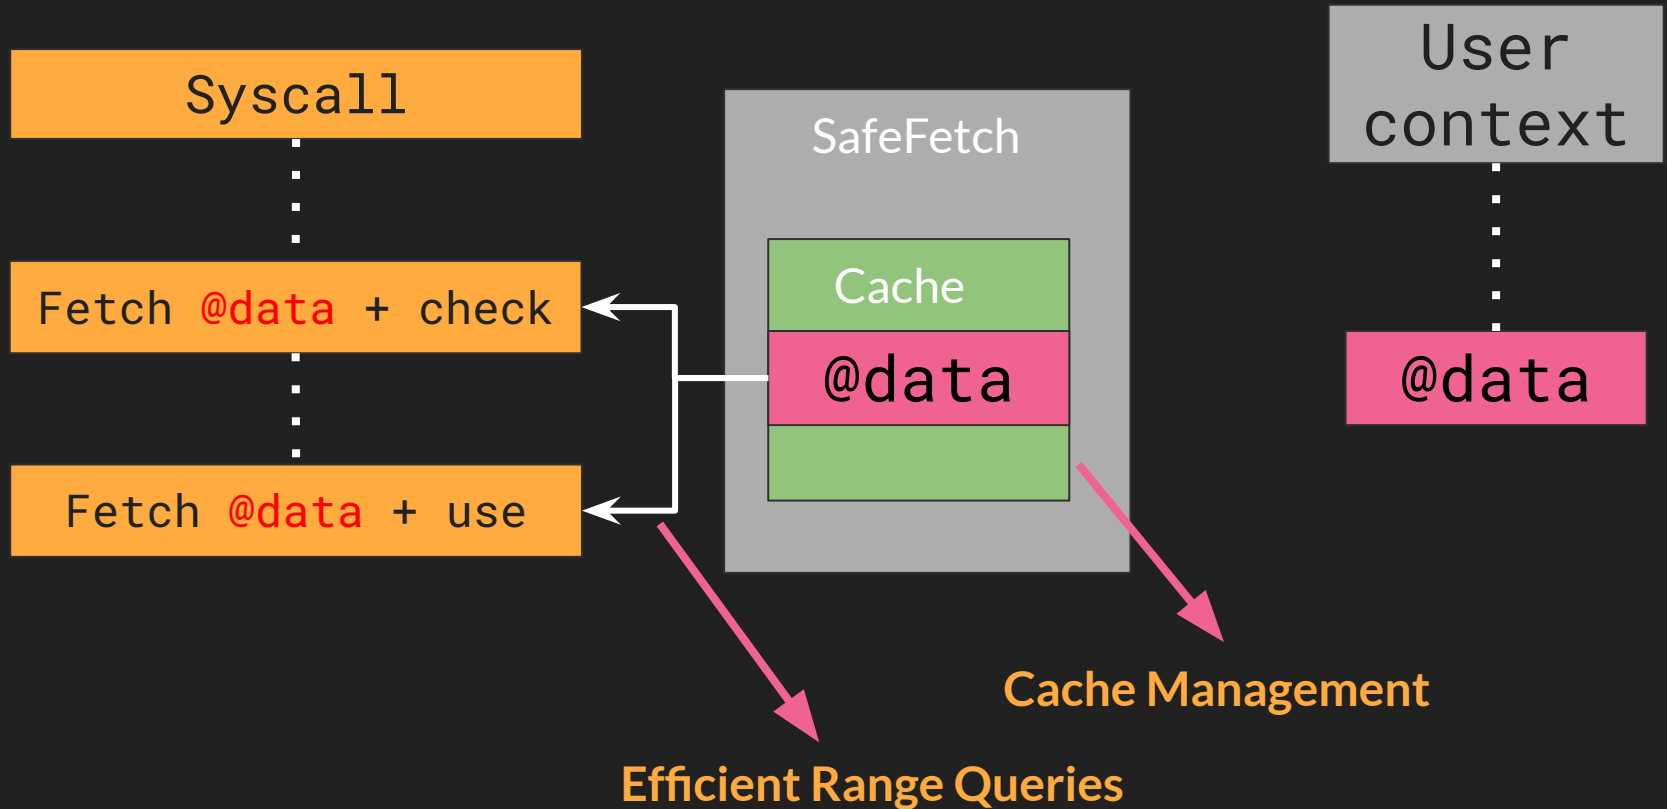 Syscall
Fetch @data + check
Fetch @data + use
SafeFetch
Cache
@data
User
context
@data
Cache Management
Efficient Range Queries